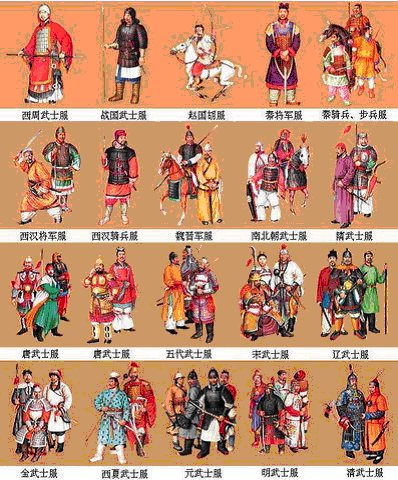 西周武士服 战国武士服 赵国胡服 秦将军服 秦骑兵、步兵服
西汉将军服 西汉骑兵服 魏晋军服 南北朝武士服 隋武士服
唐武士服 唐武士服 五代武士服 宋武士服 辽武士服
金武士服 西夏武士服 元武士服 明武士服 清武士服